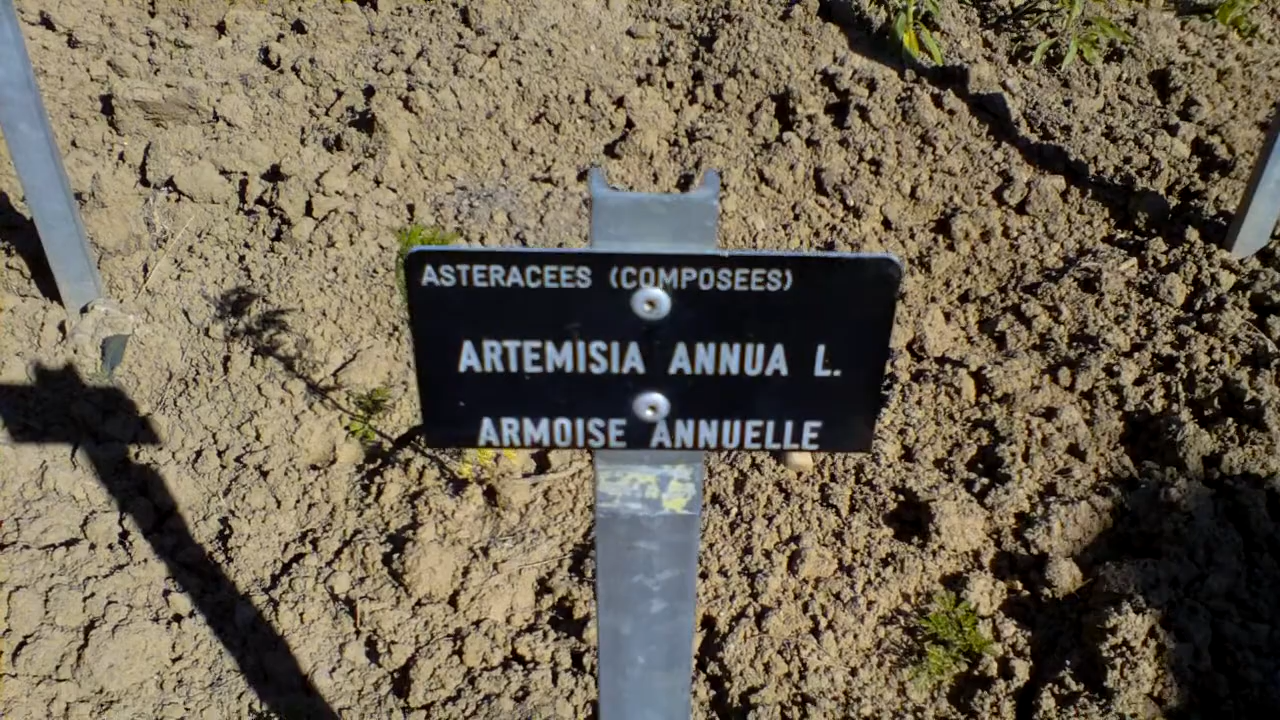 ASTERACEES (COMPOSEES)
ARTEMISIA ANNUA L.
ARMOISE ANNUELLE